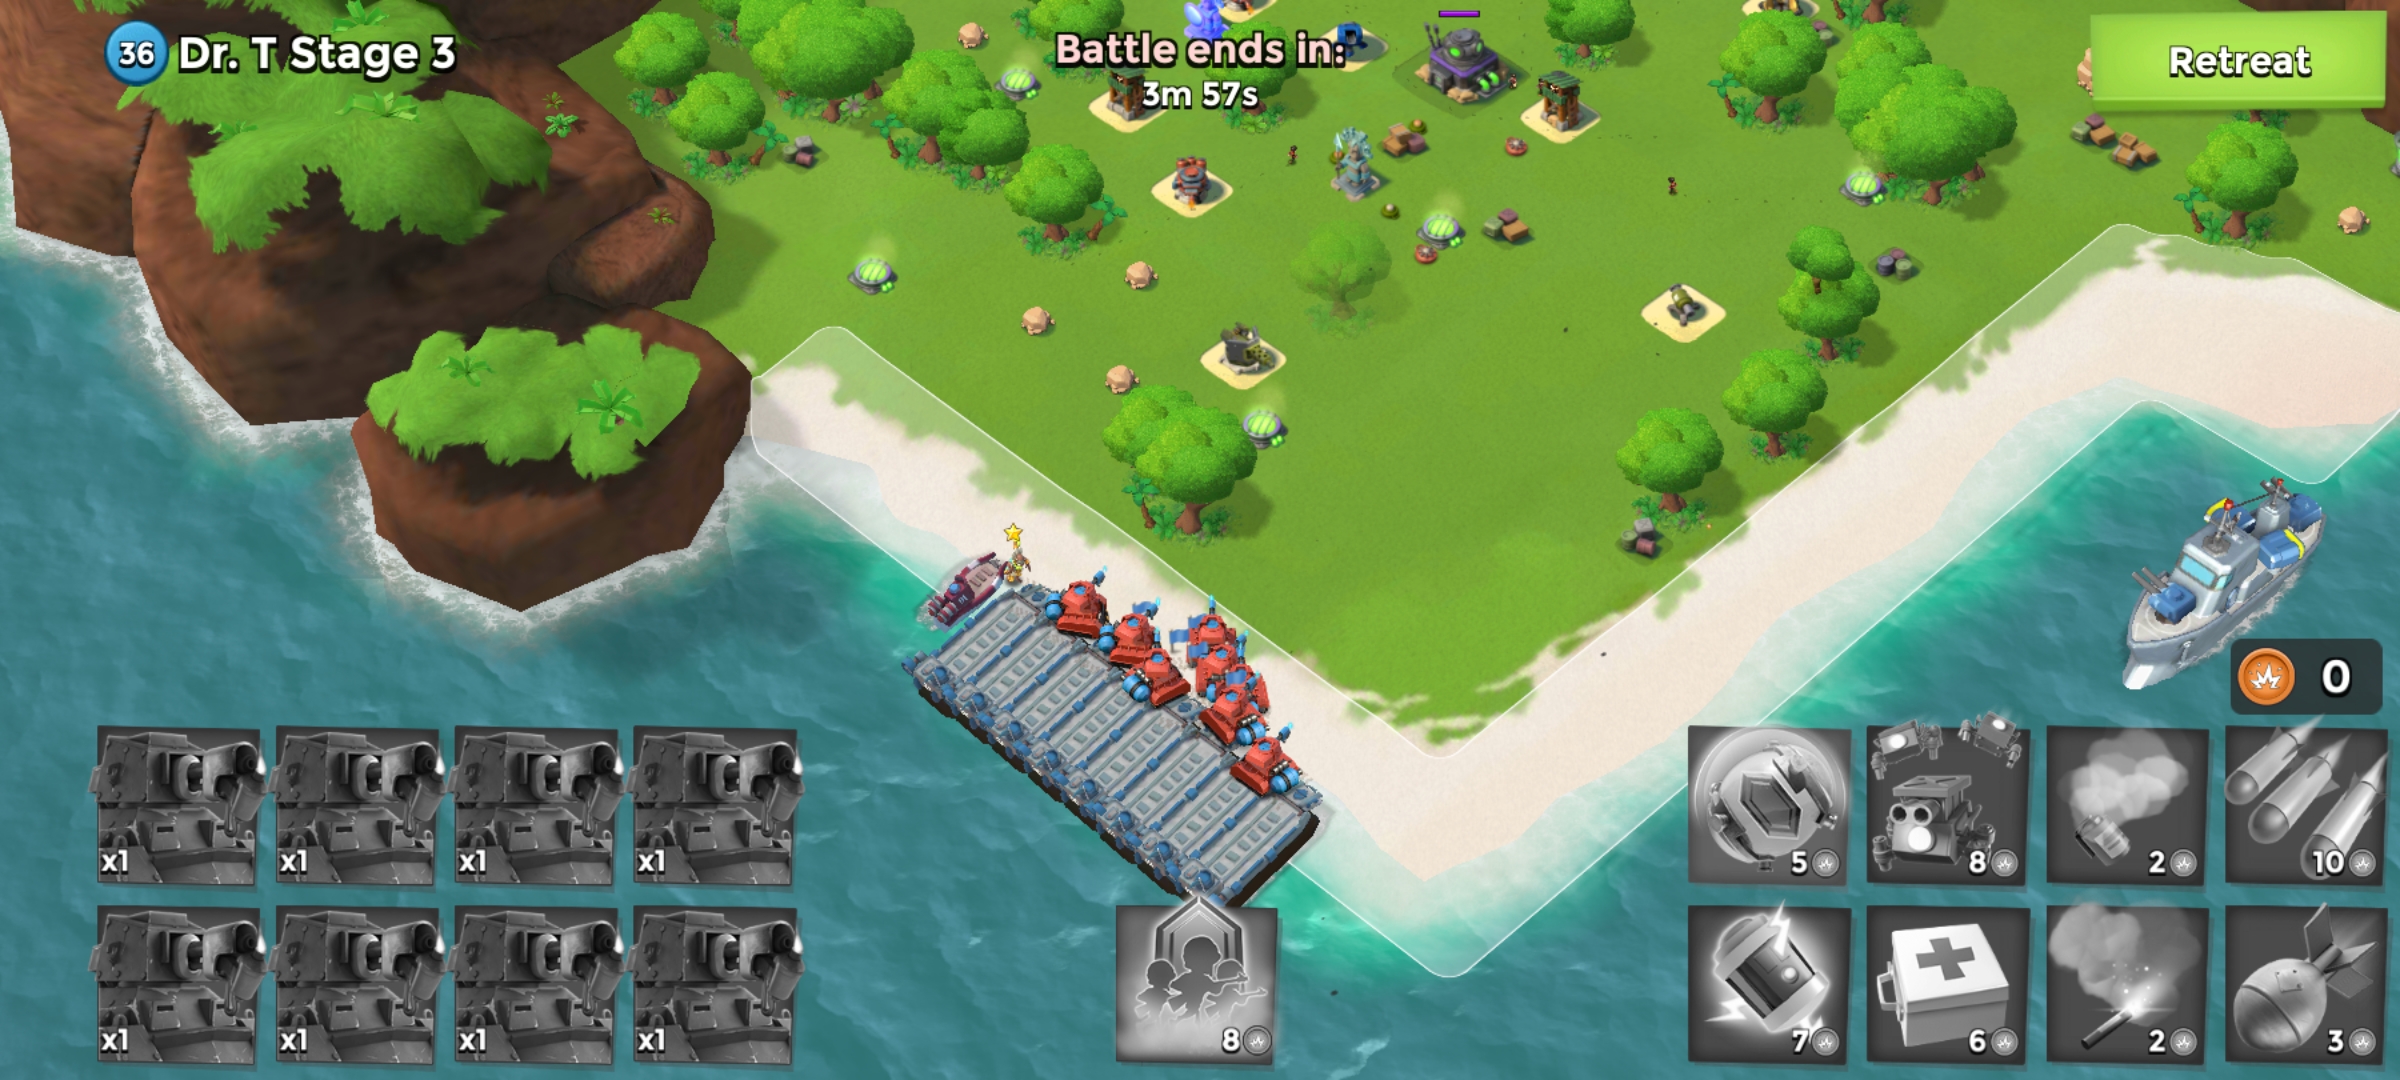 36 Dr. T Stage 3
Battle ends in:
3m 57s
Retreat
0
x1 x1 x1 x1
5 8 2 10
x1 x1 x1 x1
8
7 6 2 3